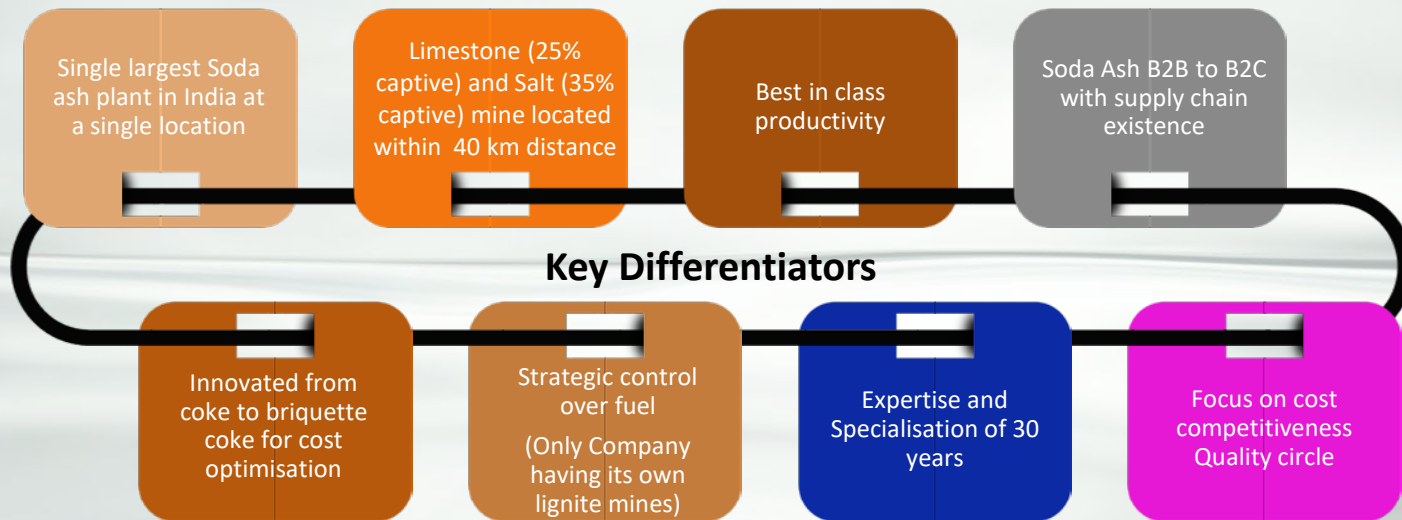 Single largest Soda
ash plant in India at
a single location
Limestone (25%
captive) and Salt (35%
captive) mine located
within 40 km distance
Best in class
productivity
Soda Ash B2B to B2C
with supply chain
existence
Key Differentiators
Innovated from
coke to briquette
coke for cost
optimisation
Strategic control
over fuel
(Only Company
having its own
lignite mines)
Expertise and
Specialisation of 30
years
Focus on cost
competitiveness
Quality circle